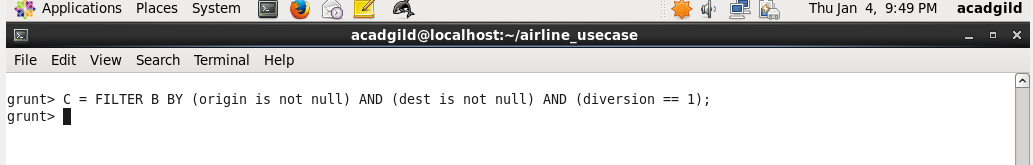 Applications Places System Thu Jan 4, 9:49 PM acadgild
acadgild@localhost:~/airline_usecase
File Edit View Search Terminal Help
grunt> C = FILTER B BY (origin is not null) AND (dest is not null) AND (diversion == 1);
grunt>